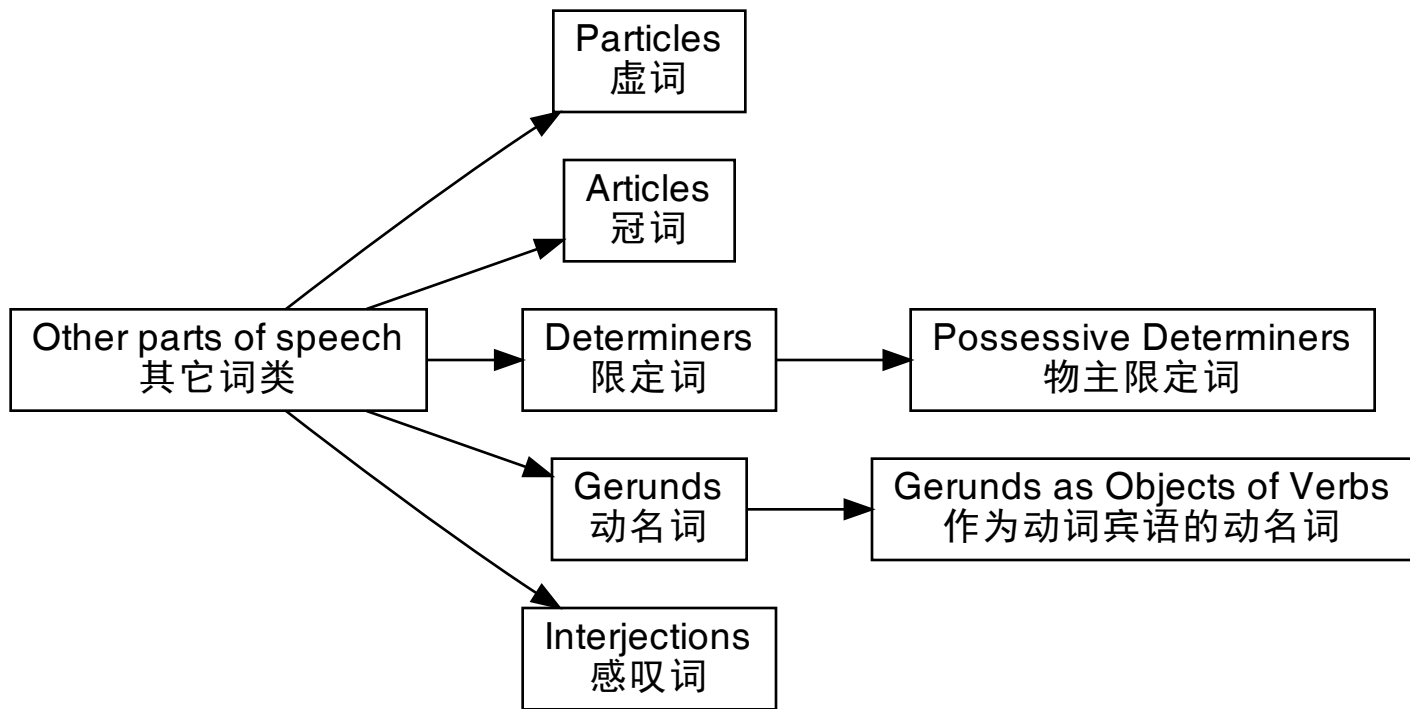 Particles
虚词
Articles
冠词
Other parts of speech
其它词类
Determiners
限定词
Possessive Determiners
物主限定词
Gerunds
动名词
Gerunds as Objects of Verbs
作为动词宾语的动名词
Interjections
感叹词